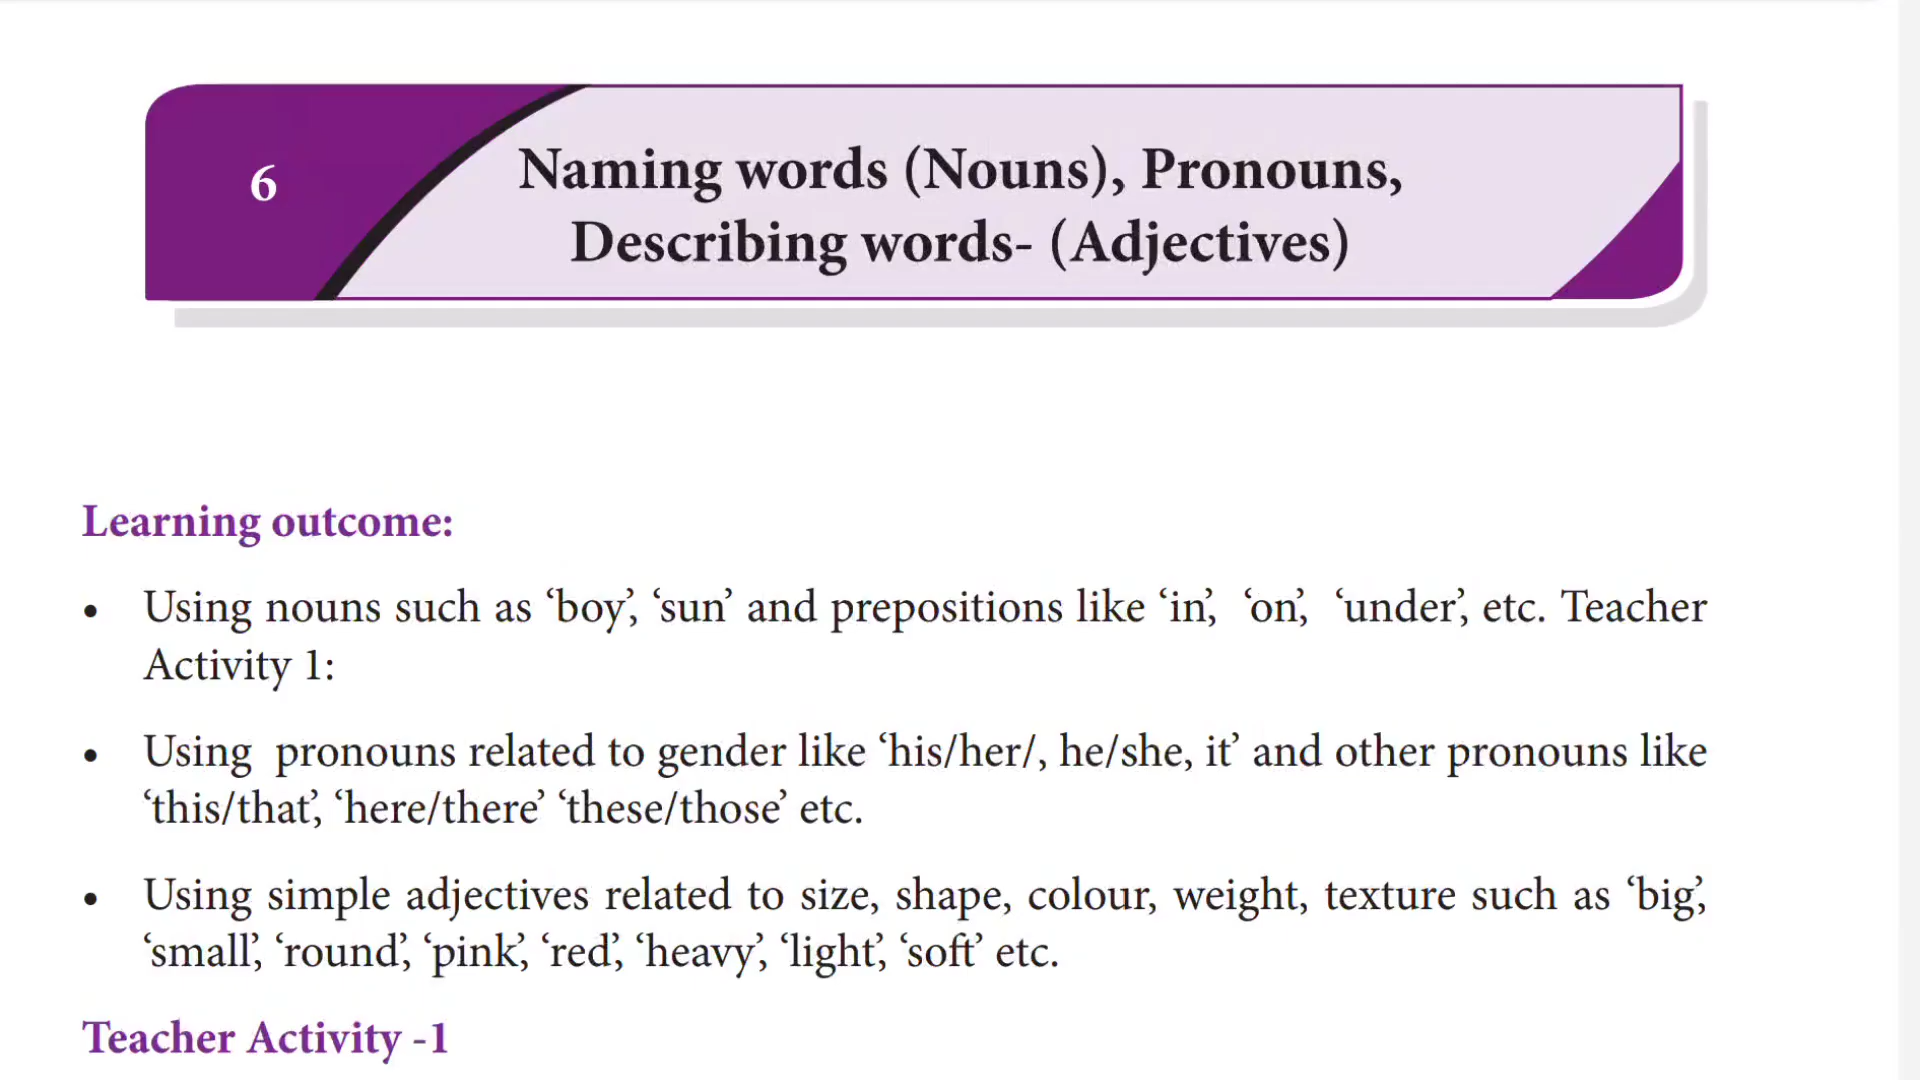 6
Naming words (Nouns), Pronouns,
Describing words- (Adjectives)
Learning outcome:
• Using nouns such as ‘boy’, ‘sun’ and prepositions like ‘in’, ‘on’, ‘under’, etc. Teacher
Activity 1:
• Using pronouns related to gender like ‘his/her/, he/she, it’ and other pronouns like
‘this/that’, ‘here/there’ ‘these/those’ etc.
• Using simple adjectives related to size, shape, colour, weight, texture such as ‘big’,
‘small’, ‘round’, ‘pink’, ‘red’, ‘heavy’, ‘light’, ‘soft’ etc.
Teacher Activity -1